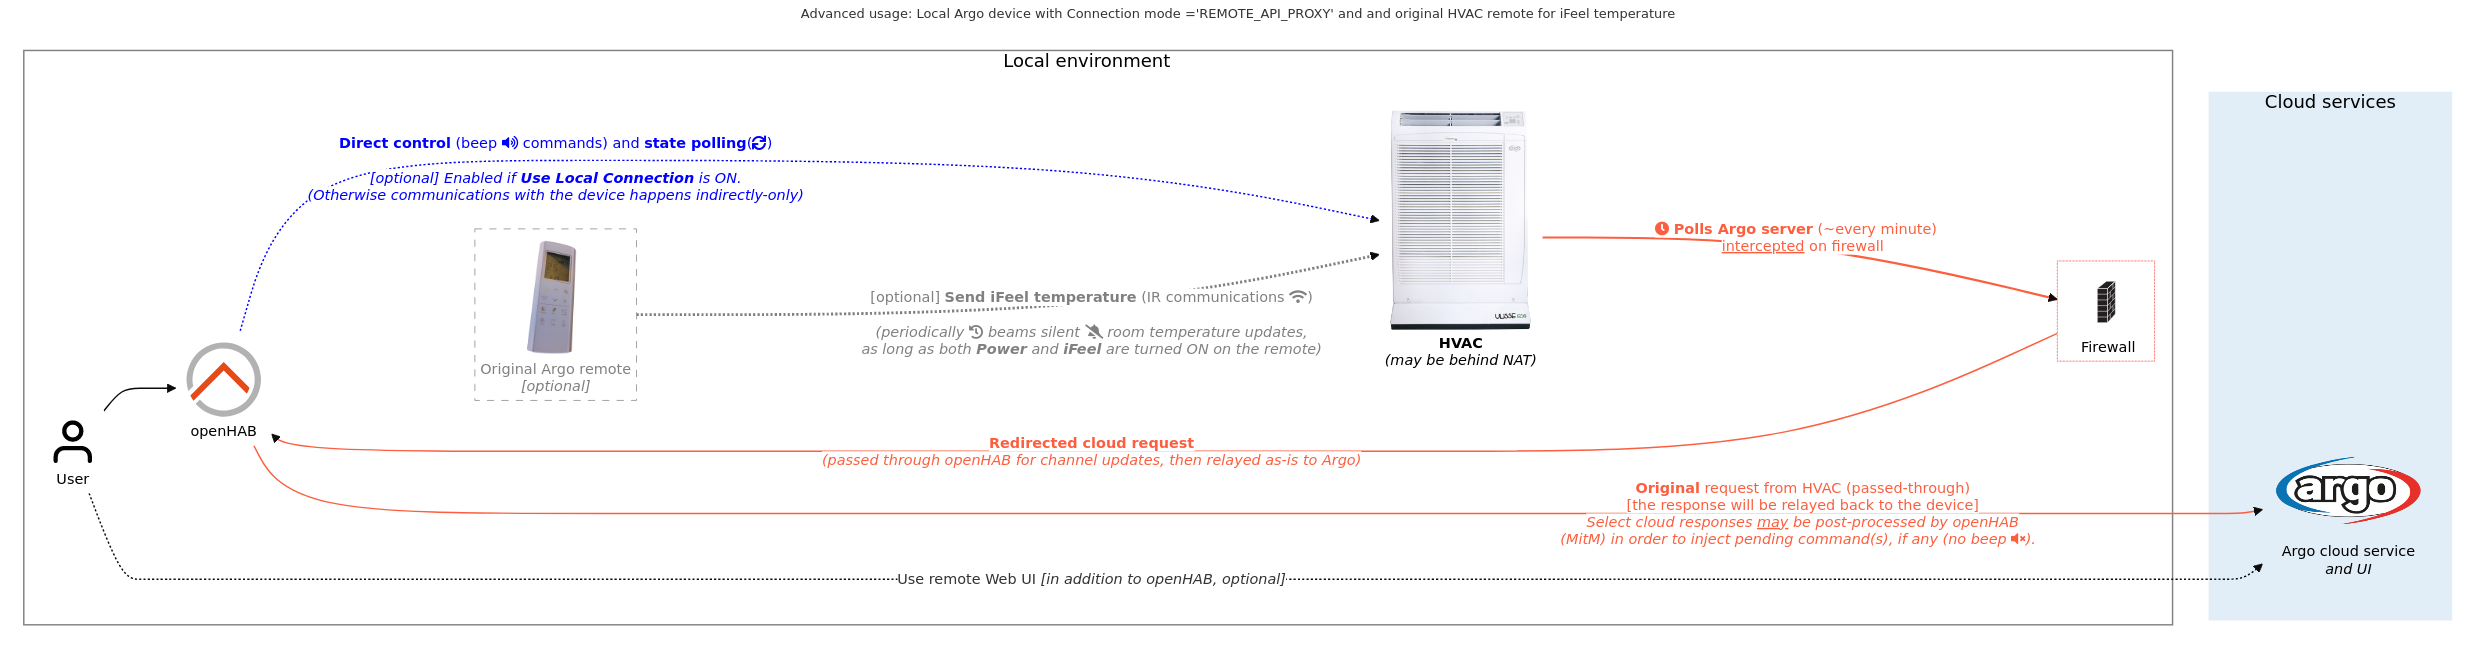 Advanced usage: Local Argo device with Connection mode ='REMOTE_API_PROXY' and and original HVAC remote for iFeel temperature
Local environment
Cloud services
Direct control (beep commands) and state polling()
[optional] Enabled if Use Local Connection is ON.
(Otherwise communications with the device happens indirectly-only)
Polls Argo server (~every minute)
intercepted on firewall
[optional] Send iFeel temperature (IR communications )
(periodically beams silent room temperature updates,
as long as both Power and iFeel are turned ON on the remote)
ULISSE
HVAC
(may be behind NAT)
Firewall
Original Argo remote
[optional]
openHAB
User
Redirected cloud request
(passed through openHAB for channel updates, then relayed as-is to Argo)
Original request from HVAC (passed-through)
[the response will be relayed back to the device]
Select cloud responses may be post-processed by openHAB
(MitM) in order to inject pending command(s), if any (no beep ).
argo
Argo cloud service
and UI
Use remote Web UI [in addition to openHAB, optional]